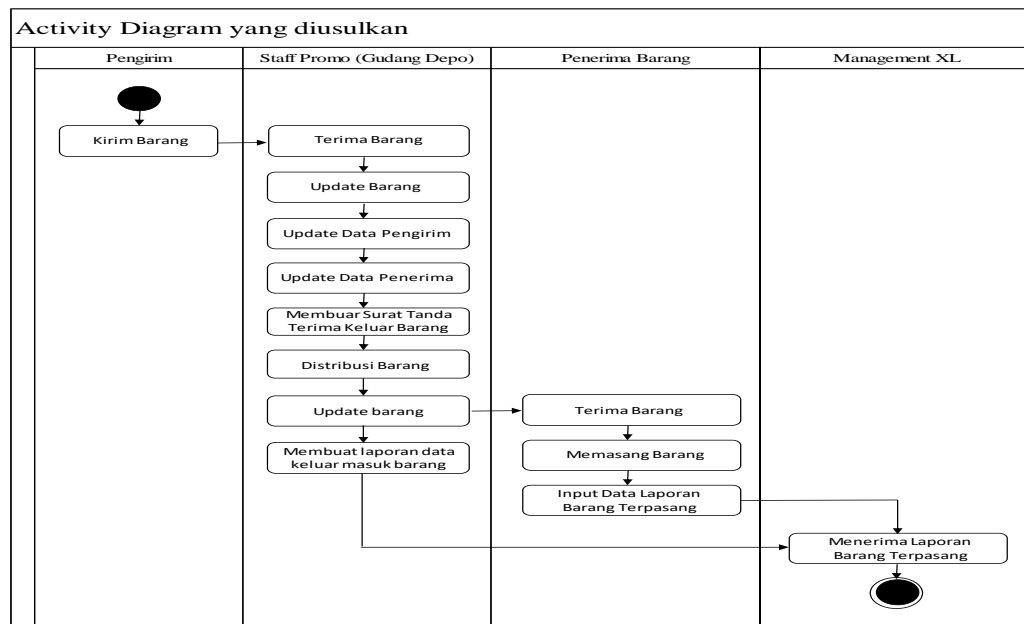 Activity Diagram yang diusulkan
Pengirim
Staff Promo (Gudang Depo)
Penerima Barang
Management XL
Kirim Barang
Terima Barang
Update Barang
Update Data Pengirim
Update Data Penerima
Membuar Surat Tanda
Terima Keluar Barang
Distribusi Barang
Update barang
Membuat laporan data
keluar masuk barang
Terima Barang
Memasang Barang
Input Data Laporan
Barang Terpasang
Menerima Laporan
Barang Terpasang